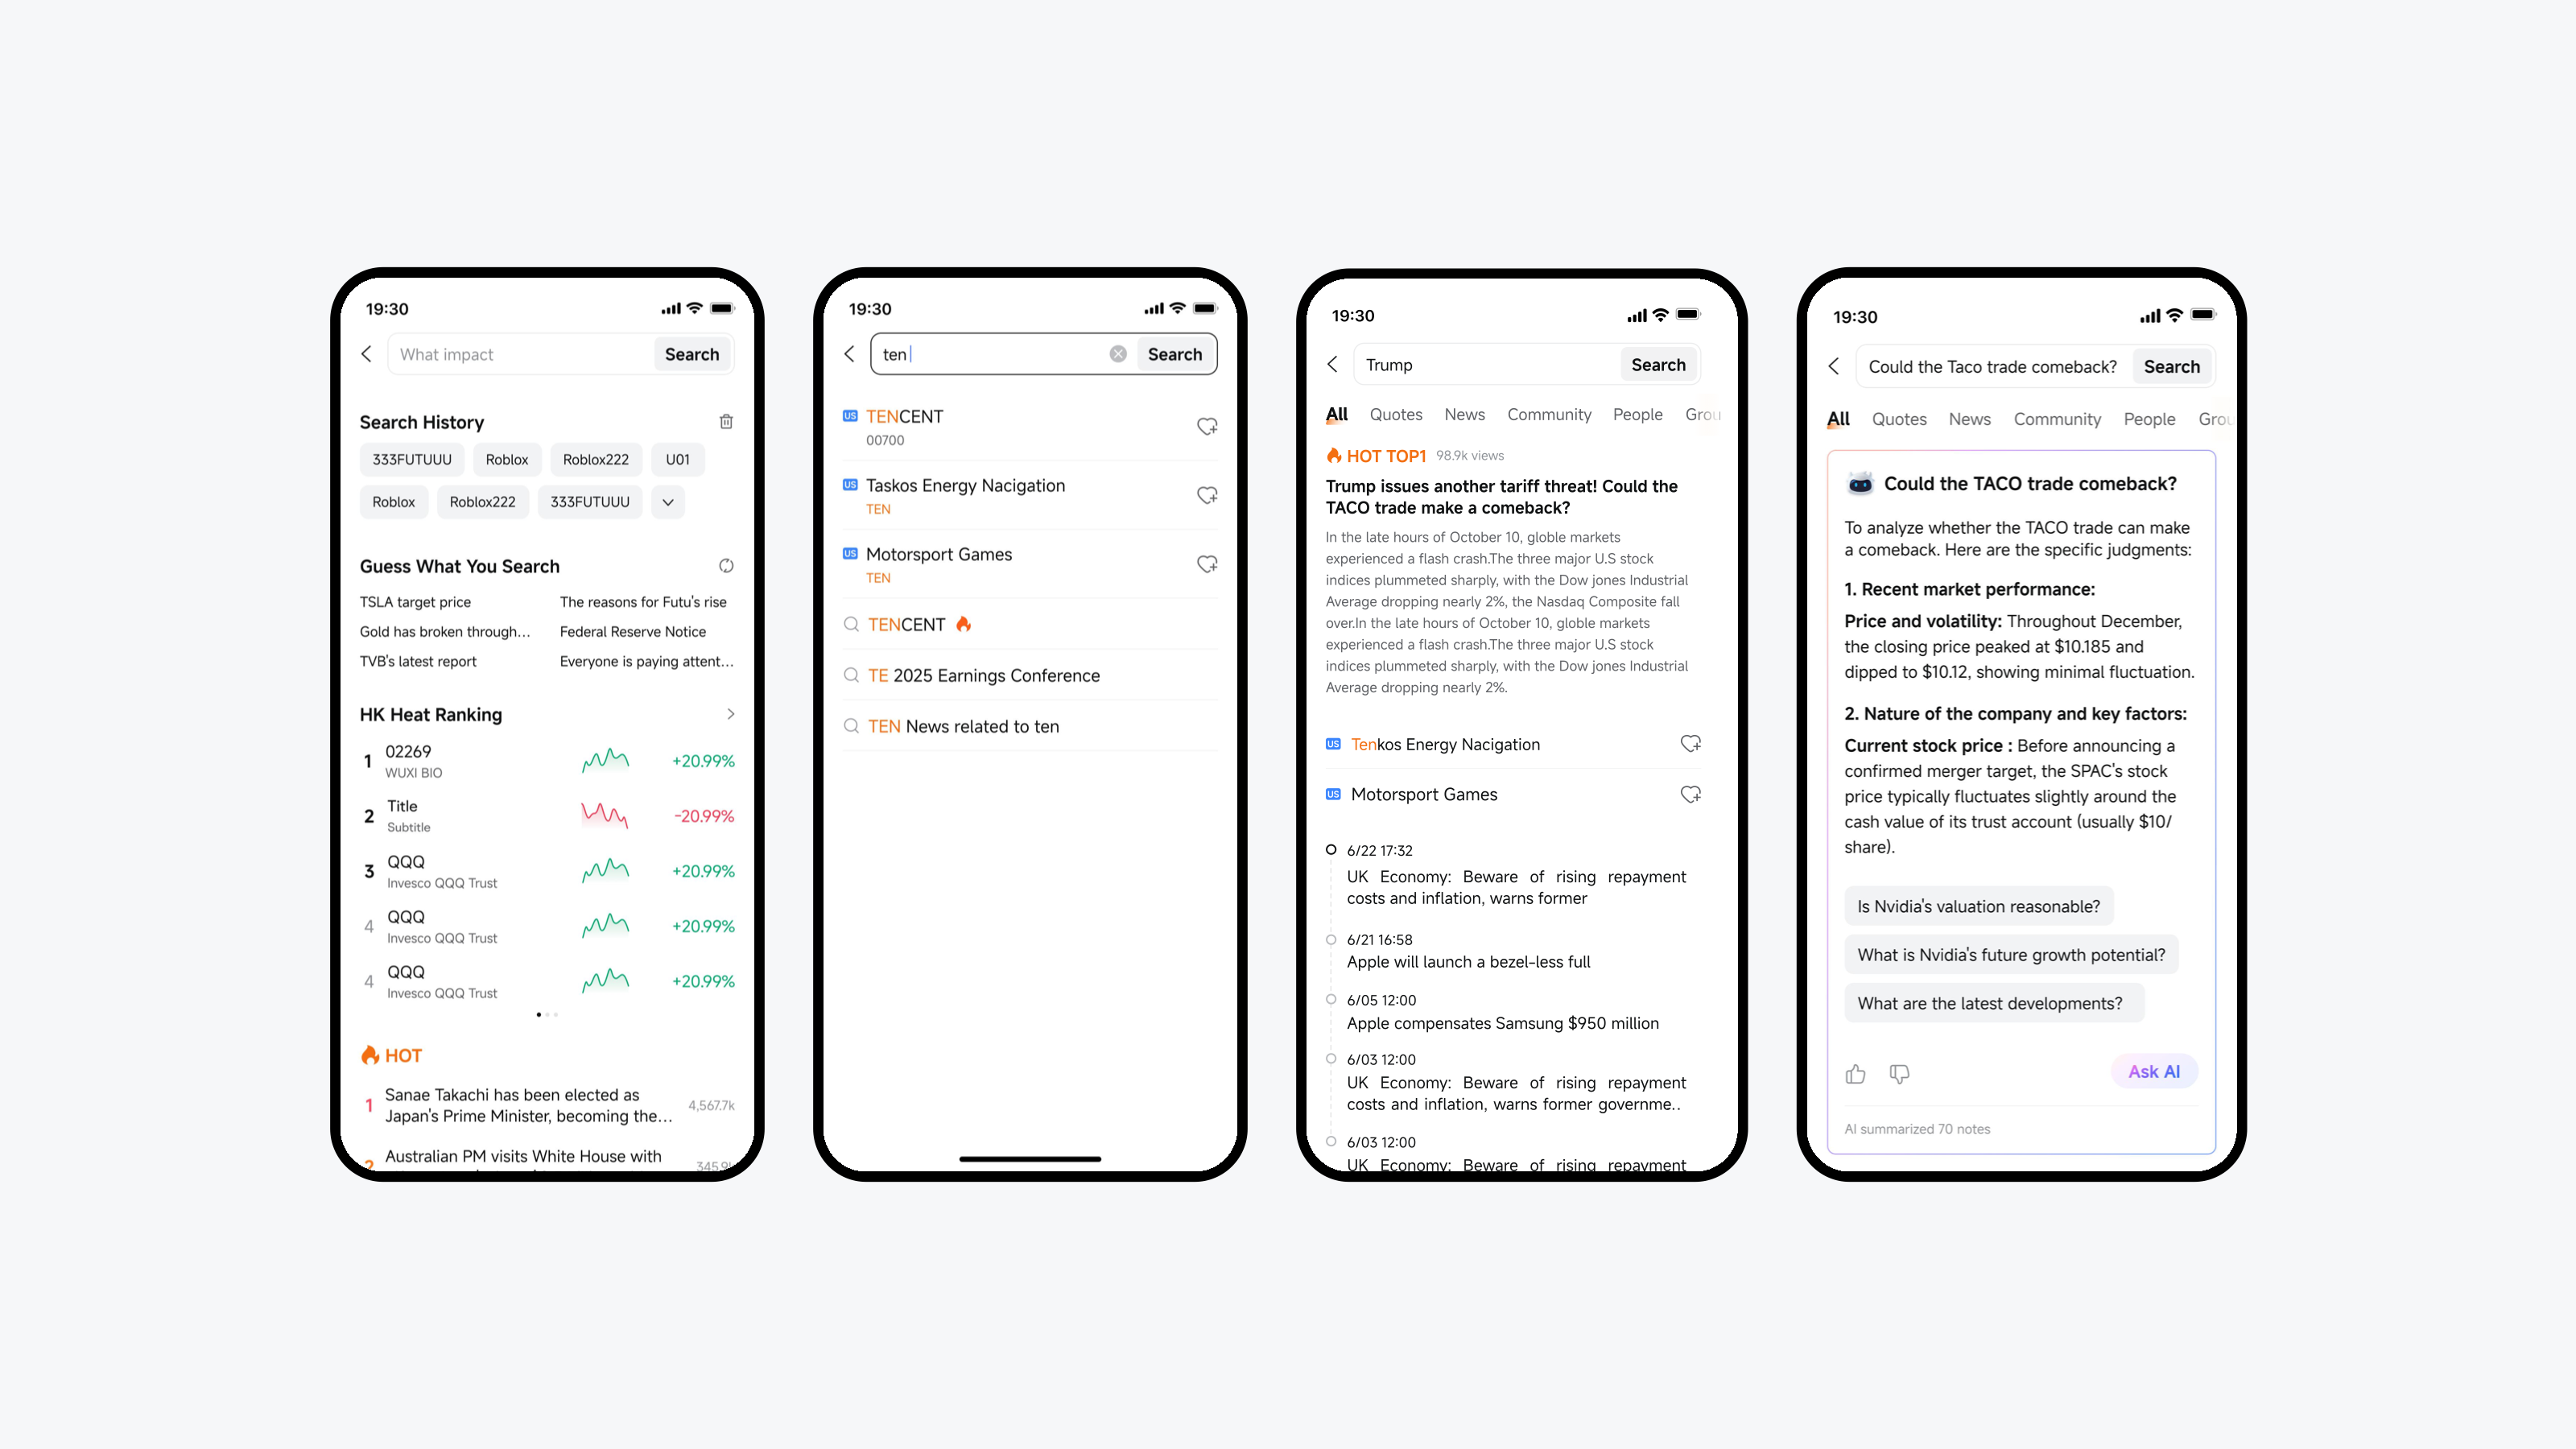 19:30
What impact
Search
Search History
333FUTUUU
Roblox
Roblox222
U01
Roblox
Roblox222
333FUTUUU
Guess What You Search
TSLA target price
The reasons for Futu's rise
Gold has broken through...
Federal Reserve Notice
TVB's latest report
Everyone is paying attent...
HK Heat Ranking
1
02269
WUXI BIO
+20.99%
2
Title
Subtitle
-20.99%
3
QQQ
Invesco QQQ Trust
+20.99%
4
QQQ
Invesco QQQ Trust
+20.99%
4
QQQ
Invesco QQQ Trust
+20.99%
HOT
1
Sanae Takachi has been elected as
Japan's Prime Minister, becoming the...
4,567.7k
2
Australian PM visits White House with
19:30
ten
Search
US TENCENT
00700
US Taskos Energy Nacigation
TEN
US Motorsport Games
TEN
TENCENT
TE 2025 Earnings Conference
TEN News related to ten
19:30
Trump
Search
All Quotes News Community People Grou
HOT TOP1 98.9k views
Trump issues another tariff threat! Could the
TACO trade make a comeback?
In the late hours of October 10, globle markets
experienced a flash crash.The three major U.S stock
indices plummeted sharply, with the Dow jones Industrial
Average dropping nearly 2%, the Nasdaq Composite fall
over.In the late hours of October 10, globle markets
experienced a flash crash.The three major U.S stock
indices plummeted sharply, with the Dow jones Industrial
Average dropping nearly 2%.
US Tenkos Energy Nacigation
US Motorsport Games
6/22 17:32
UK Economy: Beware of rising repayment
costs and inflation, warns former
6/21 16:58
Apple will launch a bezel-less full
6/05 12:00
Apple compensates Samsung $950 million
6/03 12:00
UK Economy: Beware of rising repayment
costs and inflation, warns former governme..
6/03 12:00
UK Economy: Beware of rising repayment
19:30
Could the Taco trade comeback?
Search
All Quotes News Community People Grou
Could the TACO trade comeback?
To analyze whether the TACO trade can make
a comeback. Here are the specific judgments:
1. Recent market performance:
Price and volatility: Throughout December,
the closing price peaked at $10.185 and
dipped to $10.12, showing minimal fluctuation.
2. Nature of the company and key factors:
Current stock price : Before announcing a
confirmed merger target, the SPAC's stock
price typically fluctuates slightly around the
cash value of its trust account (usually $10/
share).
Is Nvidia's valuation reasonable?
What is Nvidia's future growth potential?
What are the latest developments?
Ask AI
AI summarized 70 notes